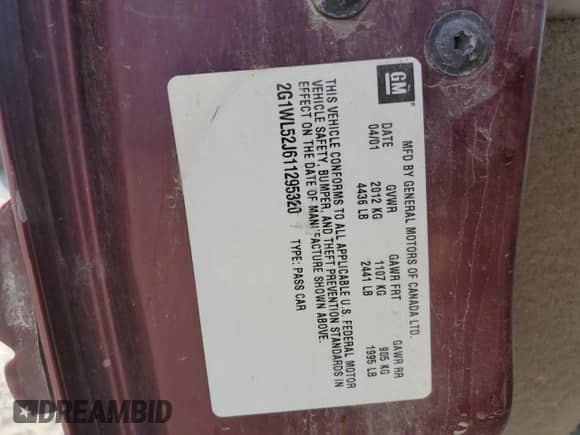 GM
MFD BY GENERAL MOTORS OF CANADA LTD.
DATE GVWR GAWR FRT GAWR RR
04/01 2012 KG 1107 KG 905 KG
4436 LB 2441 LB 1995 LB
THIS VEHICLE CONFORMS TO ALL APPLICABLE U.S. FEDERAL MOTOR
VEHICLE SAFETY, BUMPER, AND THEFT PREVENTION STANDARDS IN
EFFECT ON THE DATE OF MANUFACTURE SHOWN ABOVE.
2G1WL52J611295320 TYPE: PASS CAR
DREAMBID